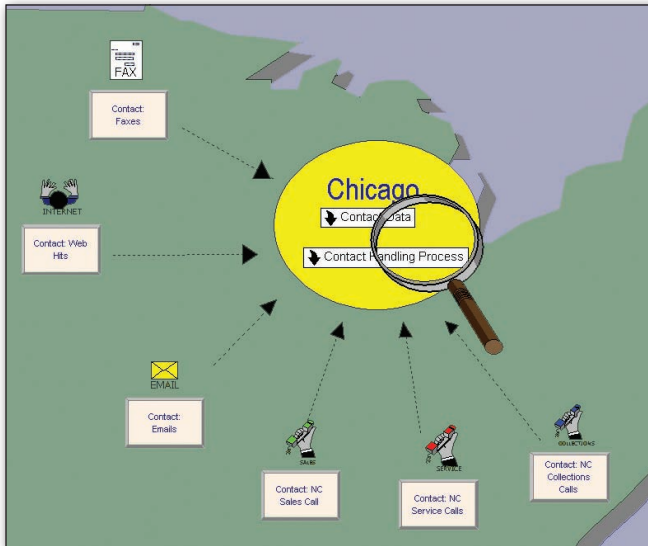 FAX
Contact:
Faxes
INTERNET
Contact: Web
Hits
Chicago
Contact Data
Contact Handling Process
EMAIL
Contact:
Emails
SALES
Contact: NC
Sales Call
SERVICE
Contact: NC
Service Calls
COLLECTIONS
Contact: NC
Collections
Calls